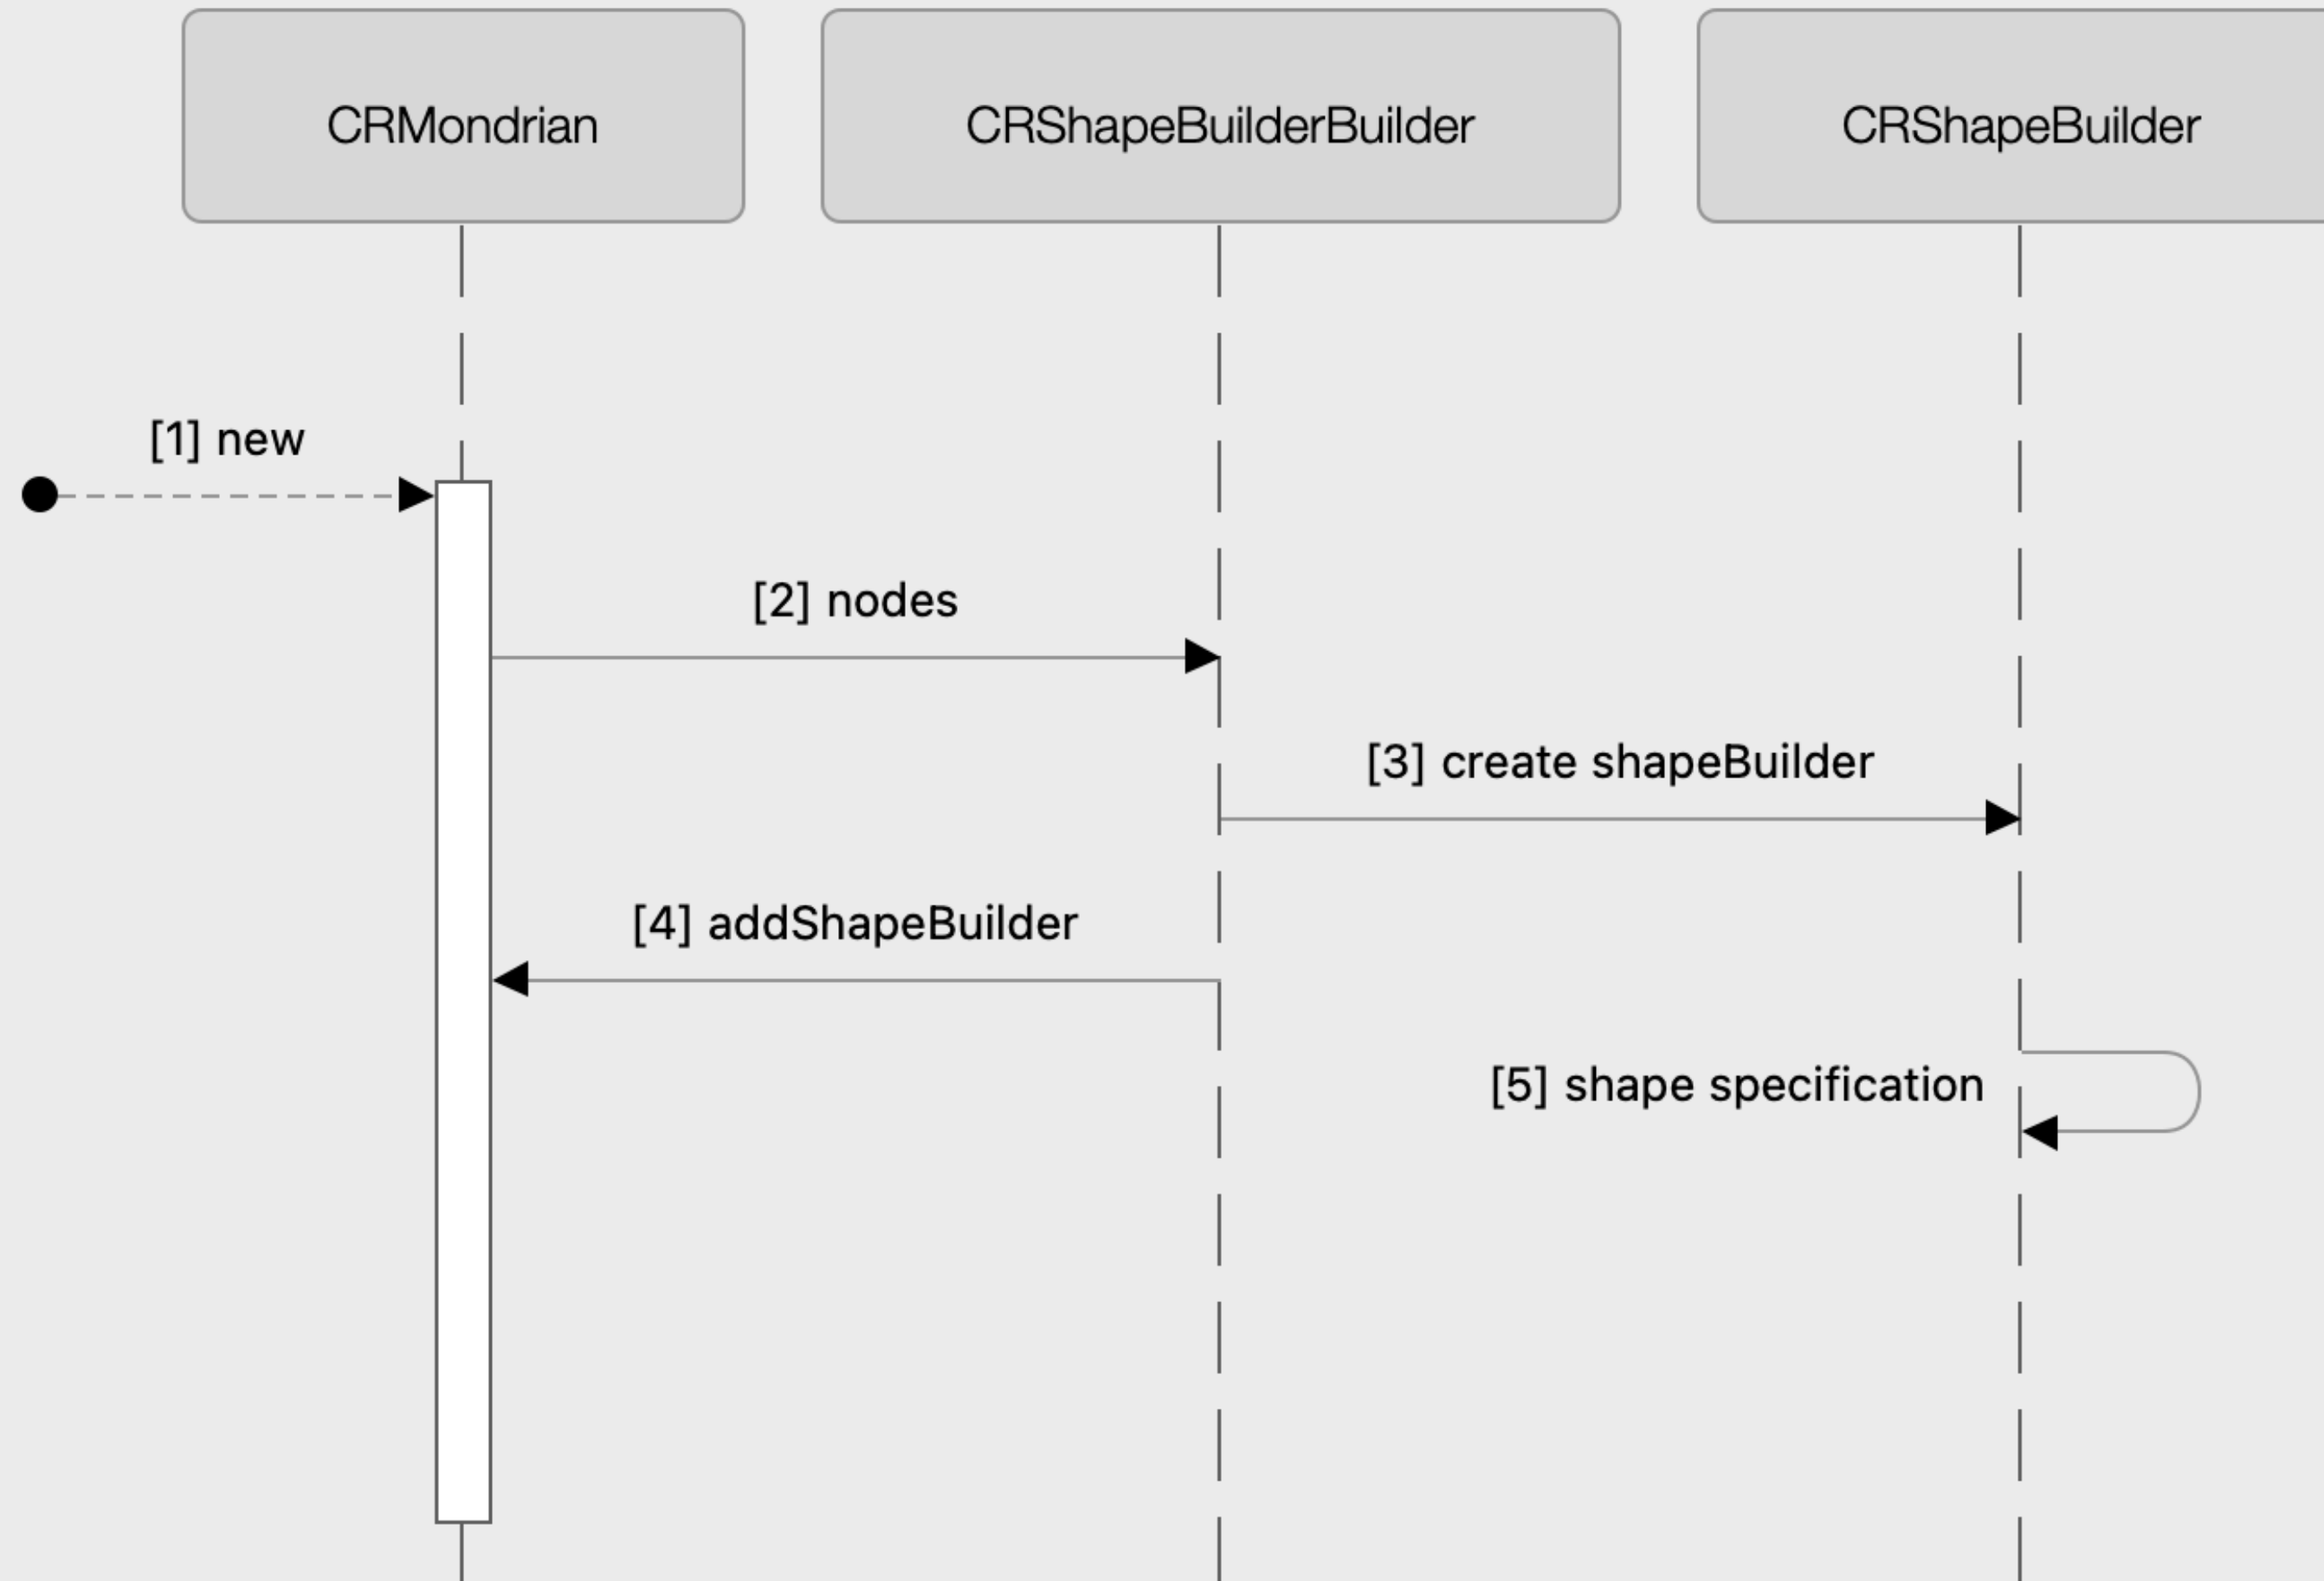 CRMondrian
CRShapeBuilderBuilder
CRShapeBuilder
[1] new
[2] nodes
[3] create shapeBuilder
[4] addShapeBuilder
[5] shape specification